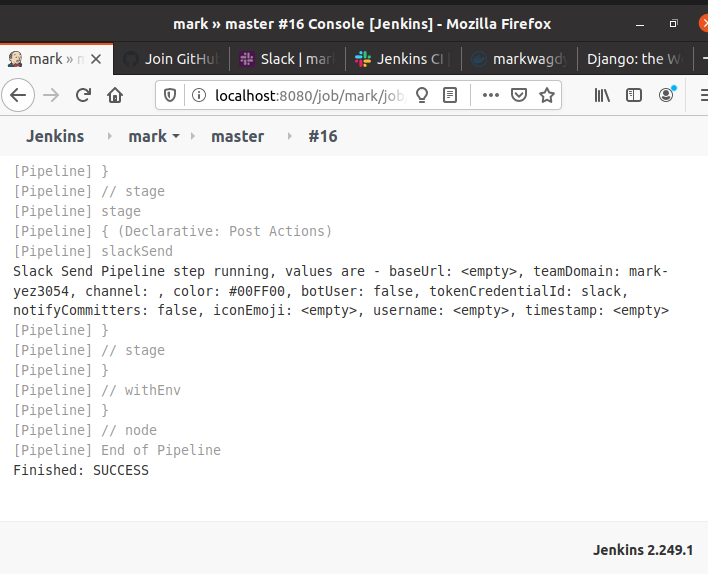 mark » master #16 Console [Jenkins] - Mozilla Firefox
mark » m
Join GitHu
Slack | mar
Jenkins CI |
markwagdy
Django: the W
localhost:8080/job/mark/job
Jenkins mark master #16
[Pipeline] }
[Pipeline] // stage
[Pipeline] stage
[Pipeline] { (Declarative: Post Actions)
[Pipeline] slackSend
Slack Send Pipeline step running, values are - baseUrl: <empty>, teamDomain: mark-
yez3054, channel: , color: #00FF00, botUser: false, tokenCredentialId: slack,
notifyCommitters: false, iconEmoji: <empty>, username: <empty>, timestamp: <empty>
[Pipeline] }
[Pipeline] // stage
[Pipeline] }
[Pipeline] // withEnv
[Pipeline] }
[Pipeline] // node
[Pipeline] End of Pipeline
Finished: SUCCESS
Jenkins 2.249.1